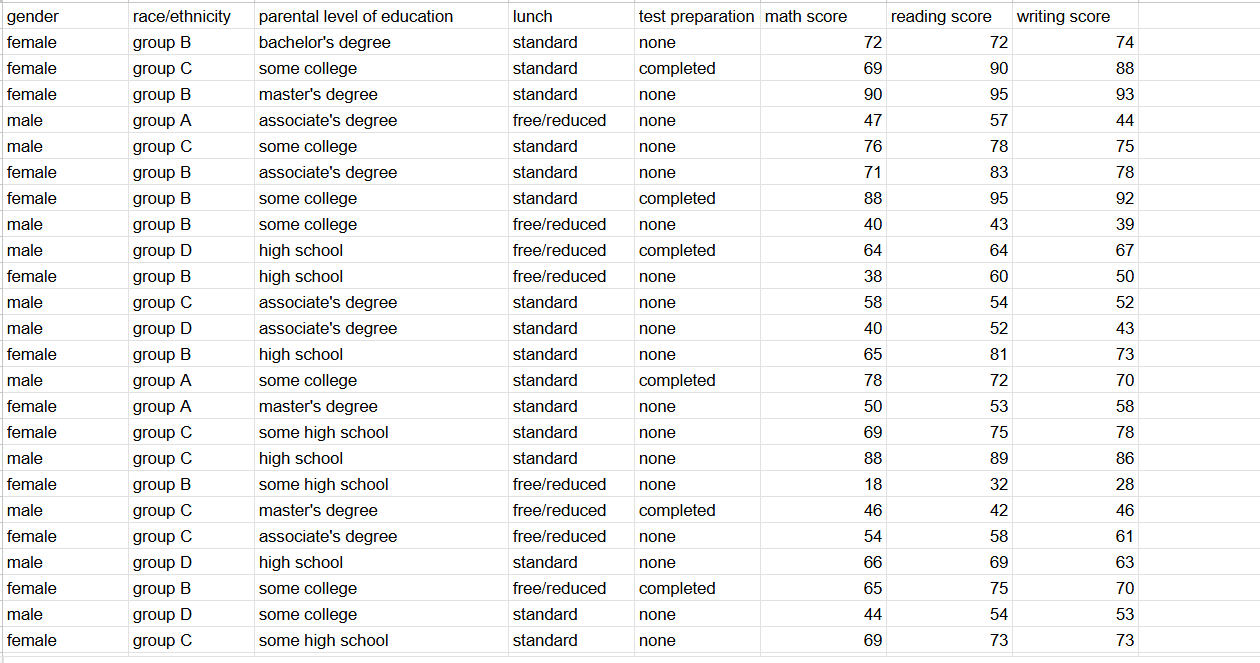 gender race/ethnicity parental level of education lunch test preparation math score reading score writing score
female group B bachelor's degree standard none 72 72 74
female group C some college standard completed 69 90 88
female group B master's degree standard none 90 95 93
male group A associate's degree free/reduced none 47 57 44
male group C some college standard none 76 78 75
female group B associate's degree standard none 71 83 78
female group B some college standard completed 88 95 92
male group B some college free/reduced none 40 43 39
male group D high school free/reduced completed 64 64 67
female group B high school free/reduced none 38 60 50
male group C associate's degree standard none 58 54 52
male group D associate's degree standard none 40 52 43
female group B high school standard none 65 81 73
male group A some college standard completed 78 72 70
female group A master's degree standard none 50 53 58
female group C some high school standard none 69 75 78
male group C high school standard none 88 89 86
female group B some high school free/reduced none 18 32 28
male group C master's degree free/reduced completed 46 42 46
female group C associate's degree free/reduced none 54 58 61
male group D high school standard none 66 69 63
female group B some college free/reduced completed 65 75 70
male group D some college standard none 44 54 53
female group C some high school standard none 69 73 73